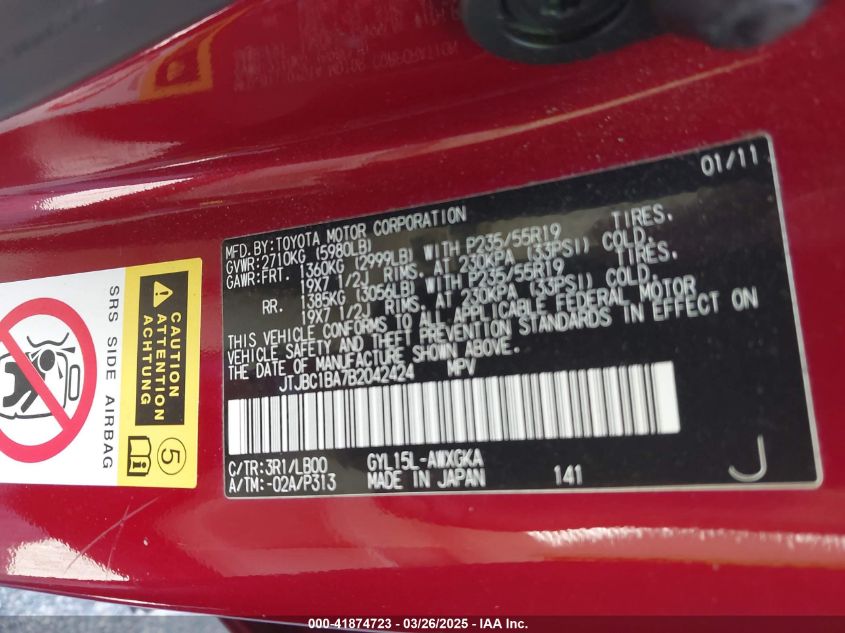 01/11
MFD.BY:TOYOTA MOTOR CORPORATION
GVWR:2710KG (5980LB)
GAWR:FRT. 1360KG (2999LB) WITH P235/55R19 TIRES.
19X7 1/2J RIMS. AT 230KPA (33PSI) COLD.
RR. 1385KG (3056LB) WITH P235/55R19 TIRES.
19X7 1/2J RIMS. AT 230KPA (33PSI) COLD.
THIS VEHICLE CONFORMS TO ALL APPLICABLE FEDERAL MOTOR
VEHICLE SAFETY AND THEFT PREVENTION STANDARDS IN EFFECT ON
THE DATE OF MANUFACTURE SHOWN ABOVE.
JTJBC1BA7B2042424 MPV
C/TR:3R1/LB00 GYL15L-AWXGKA
A/TM:-02A/P313 MADE IN JAPAN 141
J
CAUTION
ATTENTION
ACHTUNG
SRS SIDE AIRBAG
5
000-41874723 - 03/26/2025 - IAA Inc.